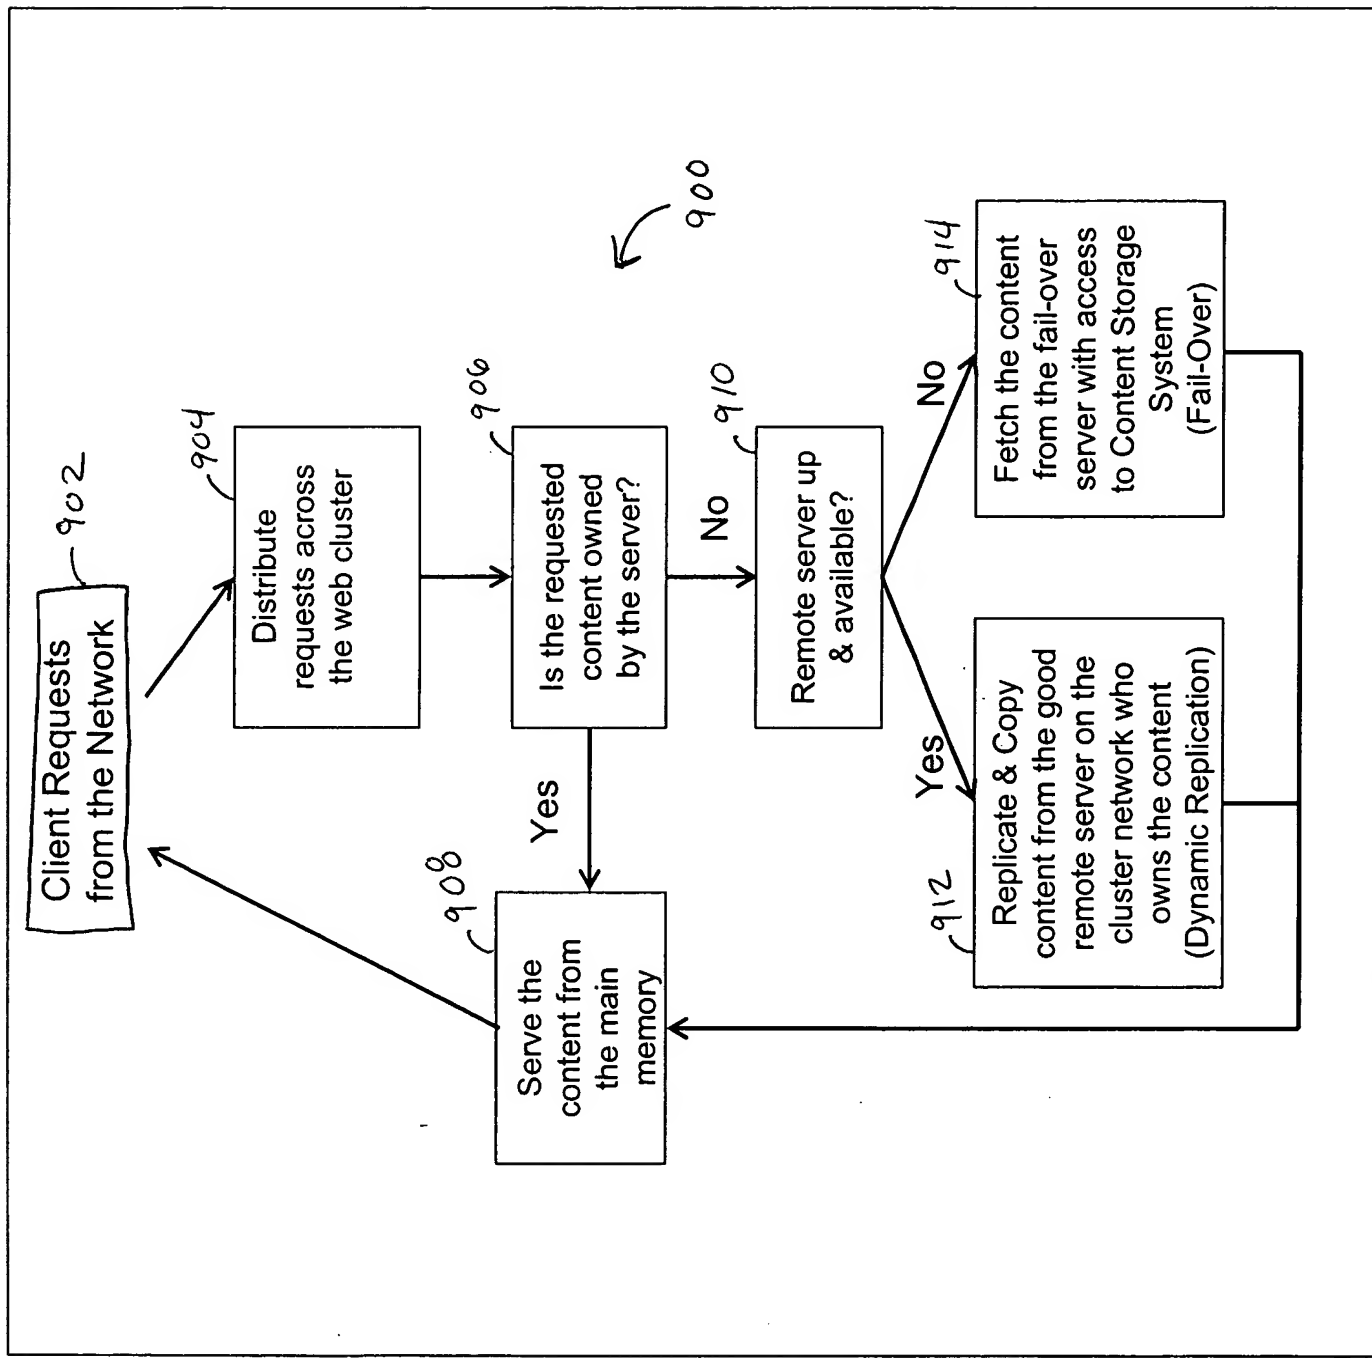 Client Requests
from the Network
902
904
Distribute
requests across
the web cluster
906
Is the requested
content owned
by the server?
900
Yes
No
908
Serve the
content from
the main
memory
910
Remote server up
& available?
Yes
No
912
Replicate & Copy
content from the good
remote server on the
cluster network who
owns the content
(Dynamic Replication)
914
Fetch the content
from the fail-over
server with access
to Content Storage
System
(Fail-Over)